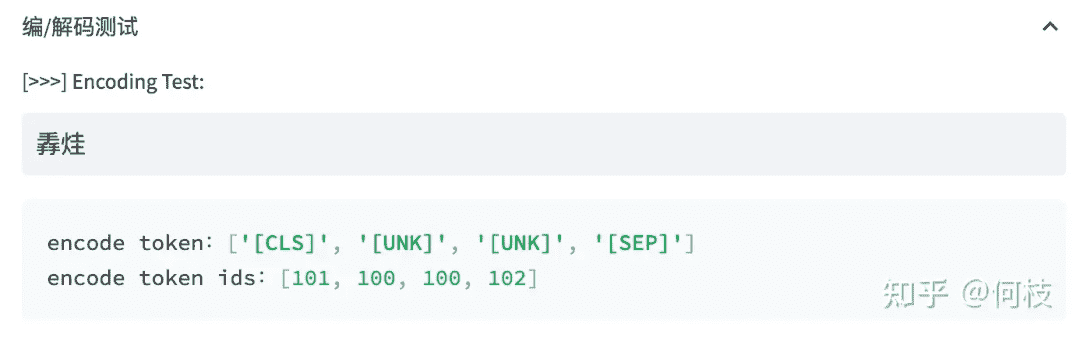 编/解码测试
[>>>] Encoding Test:
孨烓
encode token: ['[CLS]', '[UNK]', '[UNK]', '[SEP]']
encode token ids: [101, 100, 100, 102]
知乎 @何枝